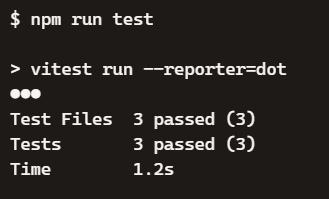 $ npm run test
> vitest run --reporter=dot
●●●
Test Files  3 passed (3)
Tests       3 passed (3)
Time        1.2s